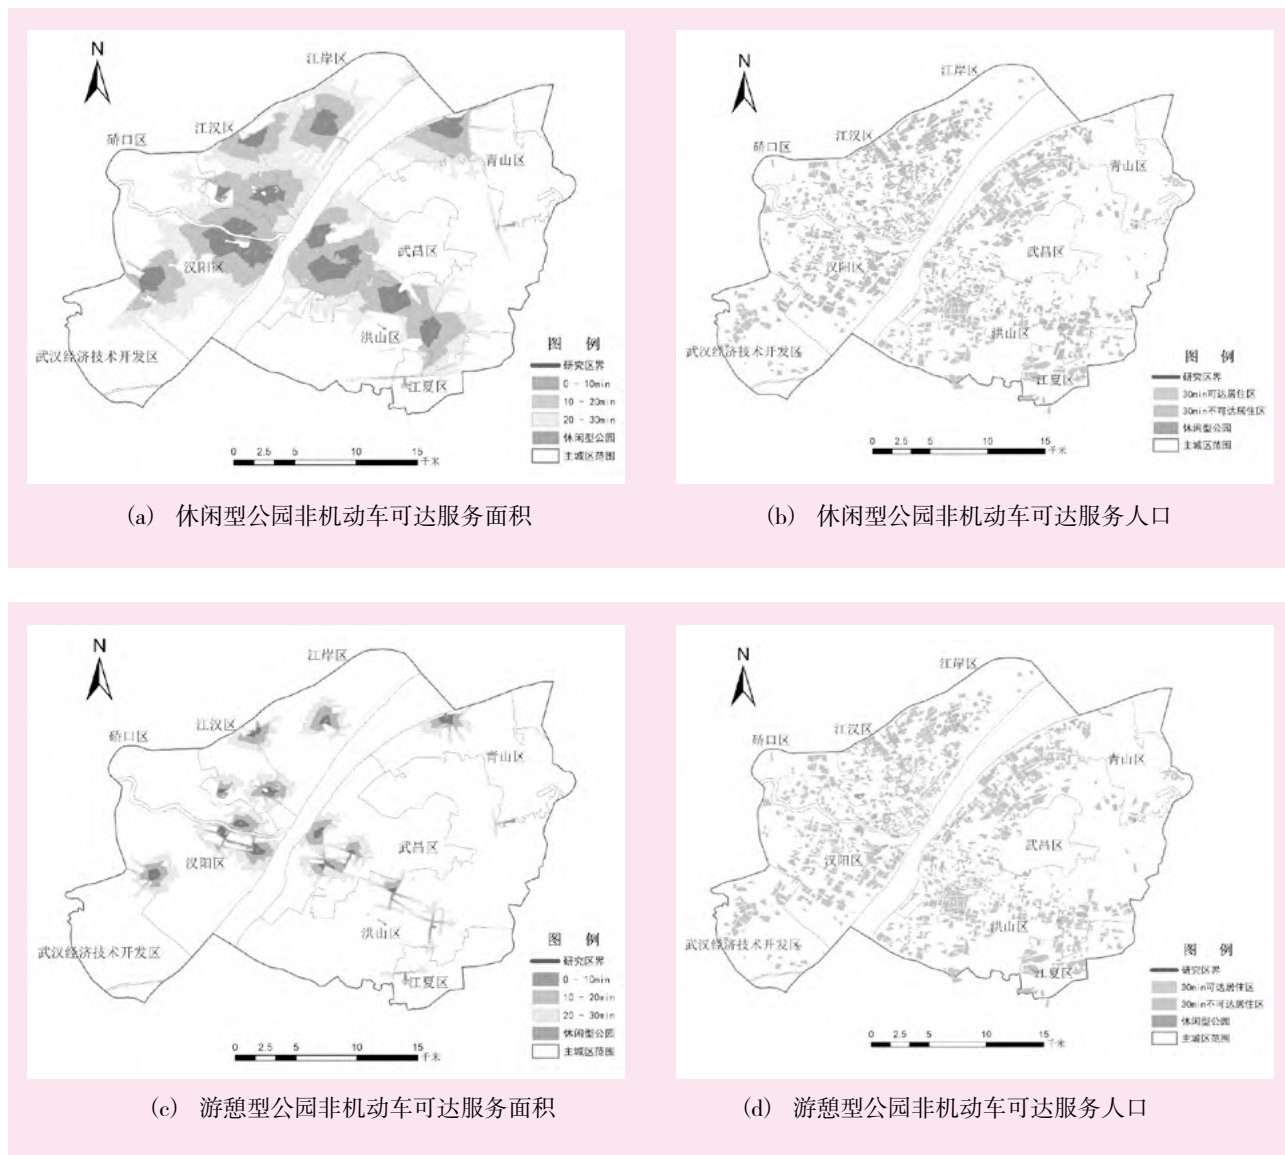 N
江岸区
江汉区
硚口区
青山区
武昌区
汉阳区
洪山区
武汉经济技术开发区
江夏区
图 例
研究区界
0 - 10min
10 - 20min
20 - 30min
休闲型公园
主城区范围
0 2.5 5 10 15
千米
(a) 休闲型公园非机动车可达服务面积
N
江岸区
江汉区
硚口区
青山区
武昌区
汉阳区
洪山区
武汉经济技术开发区
江夏区
图 例
研究区界
30min可达居住区
30min不可达居住区
休闲型公园
主城区范围
0 2.5 5 10 15
千米
(b) 休闲型公园非机动车可达服务人口
N
江岸区
江汉区
硚口区
青山区
武昌区
汉阳区
洪山区
武汉经济技术开发区
江夏区
图 例
研究区界
0 - 10min
10 - 20min
20 - 30min
休闲型公园
主城区范围
0 2.5 5 10 15
千米
(c) 游憩型公园非机动车可达服务面积
N
江岸区
江汉区
硚口区
青山区
武昌区
汉阳区
洪山区
武汉经济技术开发区
江夏区
图 例
研究区界
30min可达居住区
30min不可达居住区
休闲型公园
主城区范围
0 2.5 5 10 15
千米
(d) 游憩型公园非机动车可达服务人口